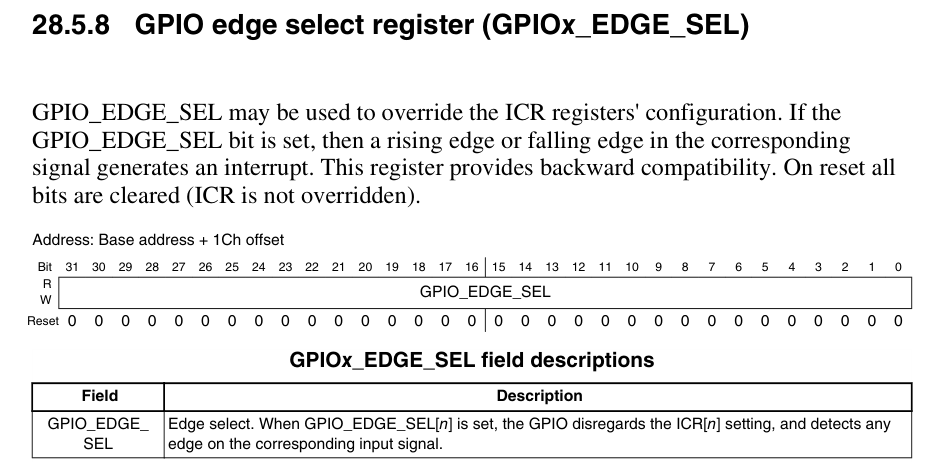 28.5.8 GPIO edge select register (GPIOx_EDGE_SEL)
GPIO_EDGE_SEL may be used to override the ICR registers' configuration. If the
GPIO_EDGE_SEL bit is set, then a rising edge or falling edge in the corresponding
signal generates an interrupt. This register provides backward compatibility. On reset all
bits are cleared (ICR is not overridden).
Address: Base address + 1Ch offset
Bit 31 30 29 28 27 26 25 24 23 22 21 20 19 18 17 16 15 14 13 12 11 10 9 8 7 6 5 4 3 2 1 0
R
GPIO_EDGE_SEL
W
Reset 0 0 0 0 0 0 0 0 0 0 0 0 0 0 0 0 0 0 0 0 0 0 0 0 0 0 0 0 0 0 0 0
GPIOx_EDGE_SEL field descriptions
Field Description
GPIO_EDGE_
SEL
Edge select. When GPIO_EDGE_SEL[n] is set, the GPIO disregards the ICR[n] setting, and detects any
edge on the corresponding input signal.